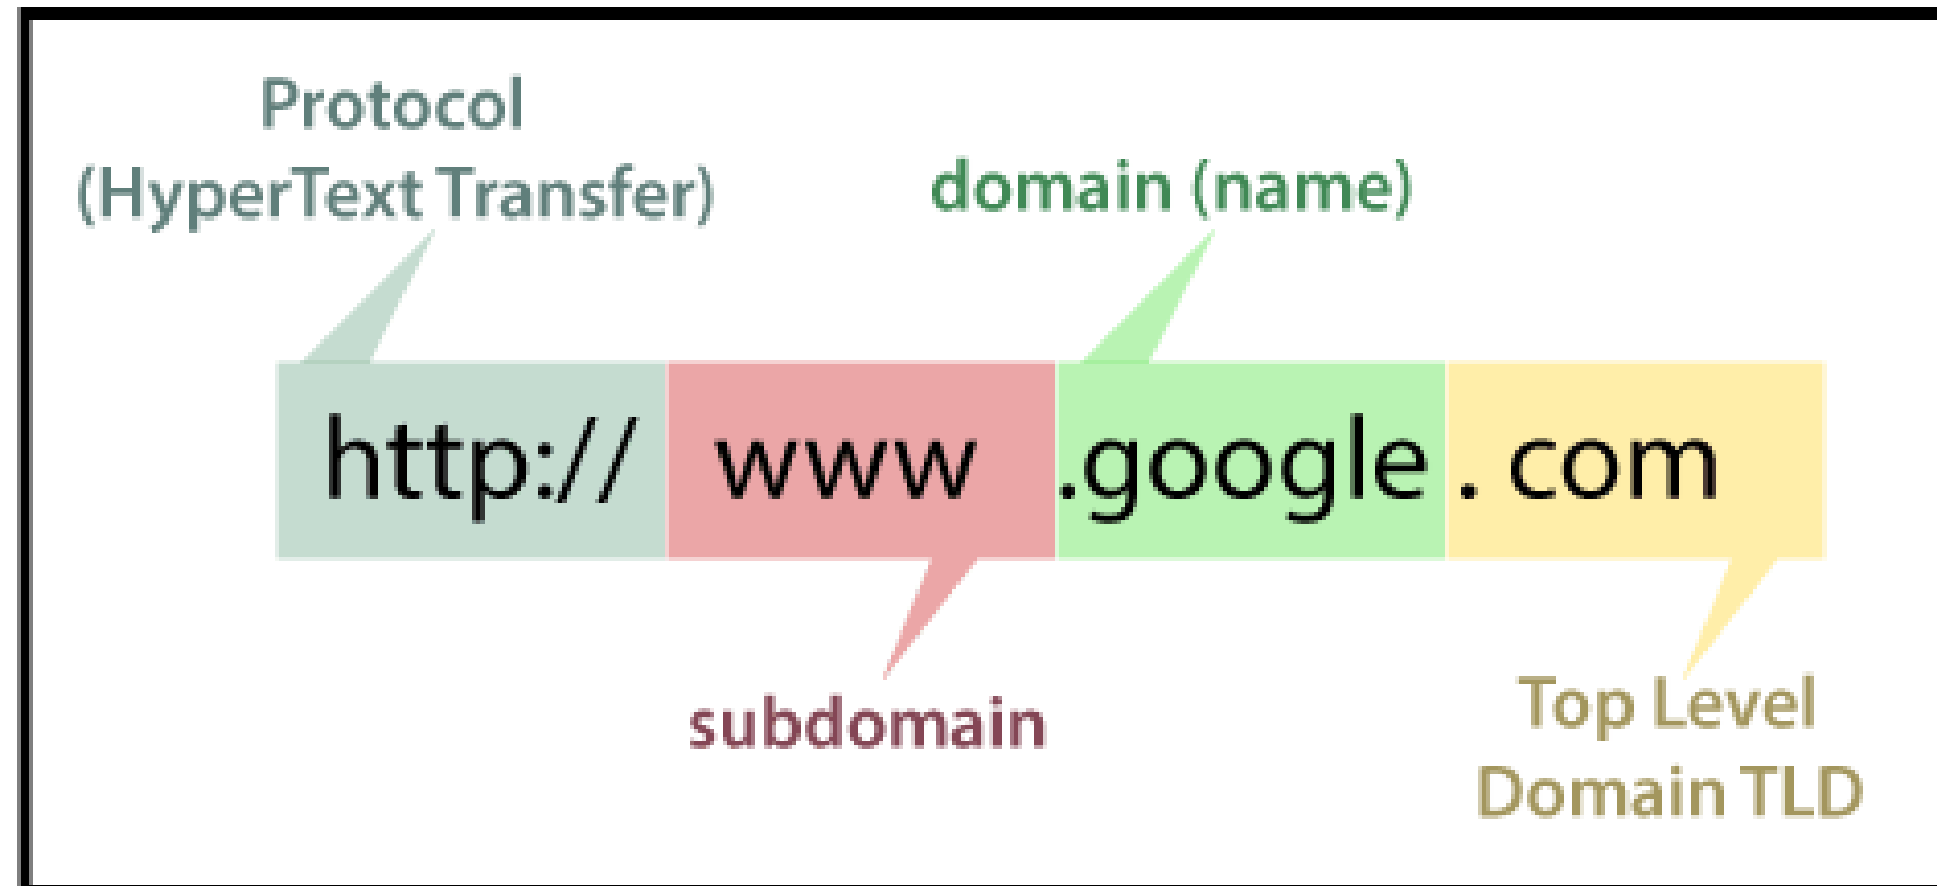 Protocol
(HyperText Transfer)
domain (name)
http:// www .google . com
subdomain
Top Level
Domain TLD